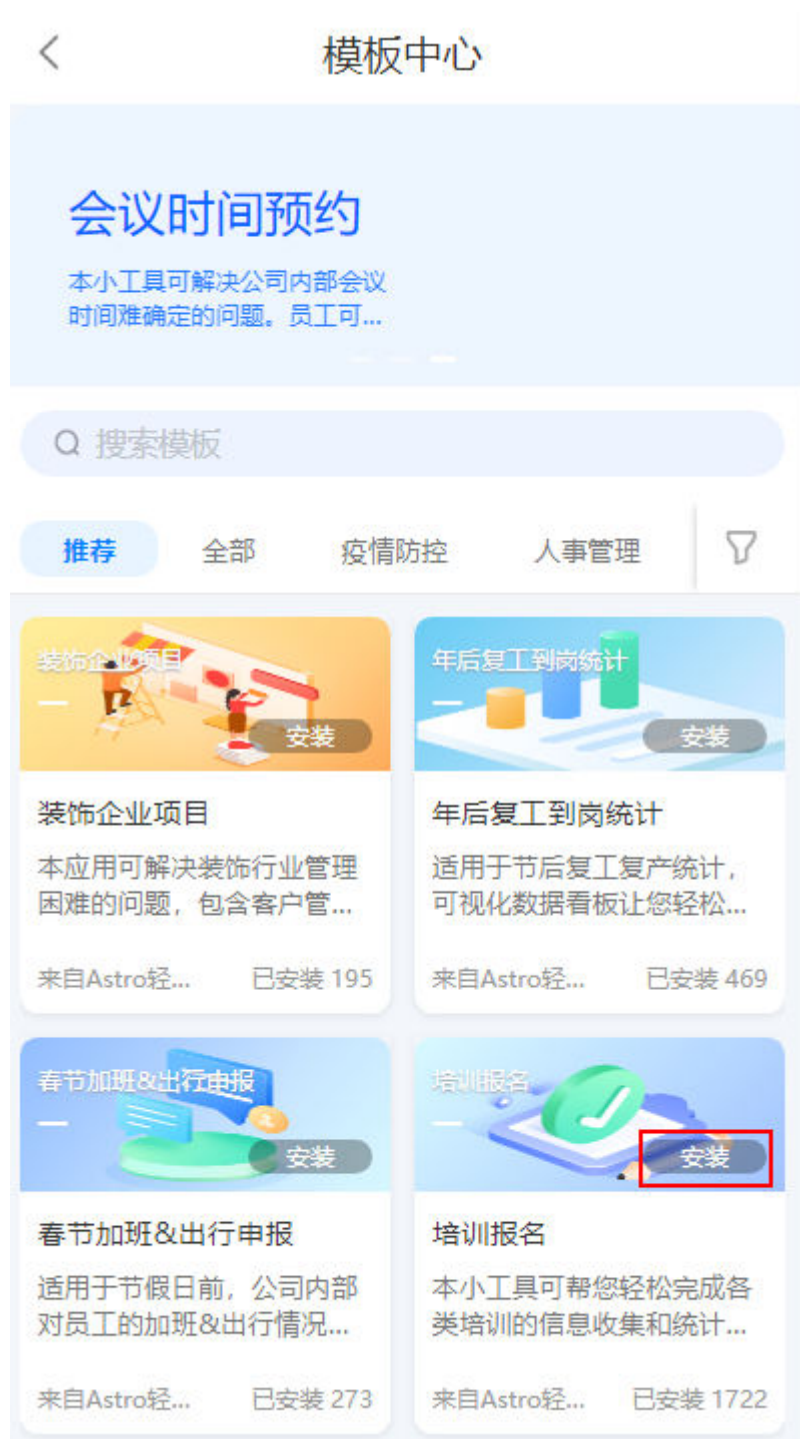 模板中心
会议时间预约
本小工具可解决公司内部会议
时间难确定的问题。员工可...
搜索模板
推荐 全部 疫情防控 人事管理
装饰企业项目
安装
装饰企业项目
本应用可解决装饰行业管理
困难的问题，包含客户管...
来自Astro轻... 已安装 195
年后复工到岗统计
安装
年后复工到岗统计
适用于节后复工复产统计，
可视化数据看板让您轻松...
来自Astro轻... 已安装 469
春节加班&出行申报
安装
春节加班&出行申报
适用于节假日前，公司内部
对员工的加班&出行情况...
来自Astro轻... 已安装 273
培训报名
安装
培训报名
本小工具可帮您轻松完成各
类培训的信息收集和统计...
来自Astro轻... 已安装 1722